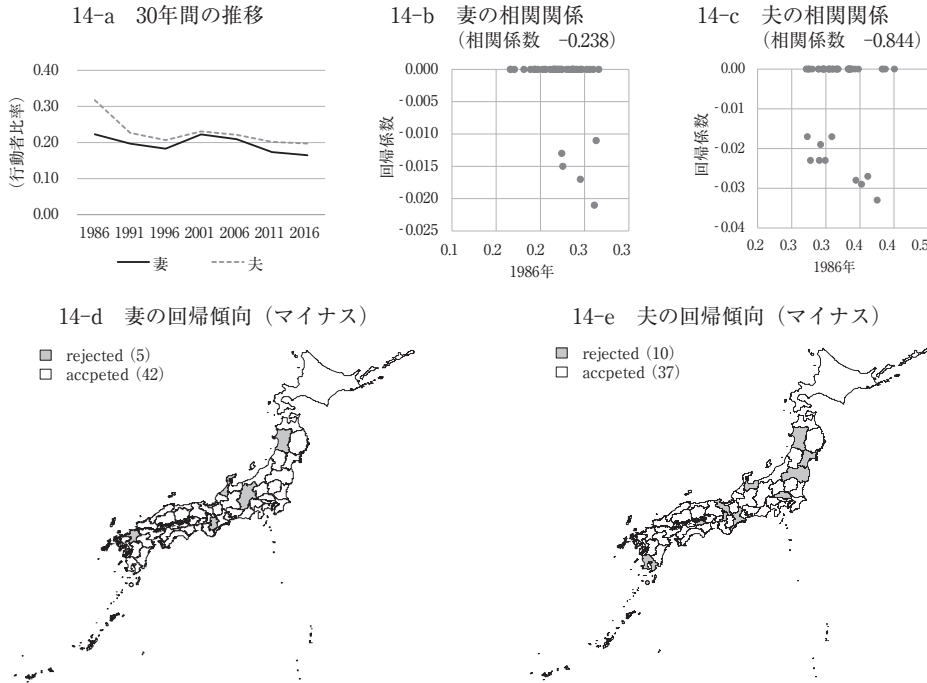 14-a　30年間の推移
(行動者比率)
0.40
0.30
0.20
0.10
0.00
1986 1991 1996 2001 2006 2011 2016
妻　夫
14-b　妻の相関関係
（相関係数　-0.238）
回帰係数
0.000
-0.005
-0.010
-0.015
-0.020
-0.025
0.1 0.2 0.2 0.3 0.3
1986年
14-c　夫の相関関係
（相関係数　-0.844）
回帰係数
0.00
-0.01
-0.02
-0.03
-0.04
0.2 0.3 0.3 0.4 0.4 0.5
1986年
14-d　妻の回帰傾向（マイナス）
rejected (5)
accpeted (42)
14-e　夫の回帰傾向（マイナス）
rejected (10)
accpeted (37)